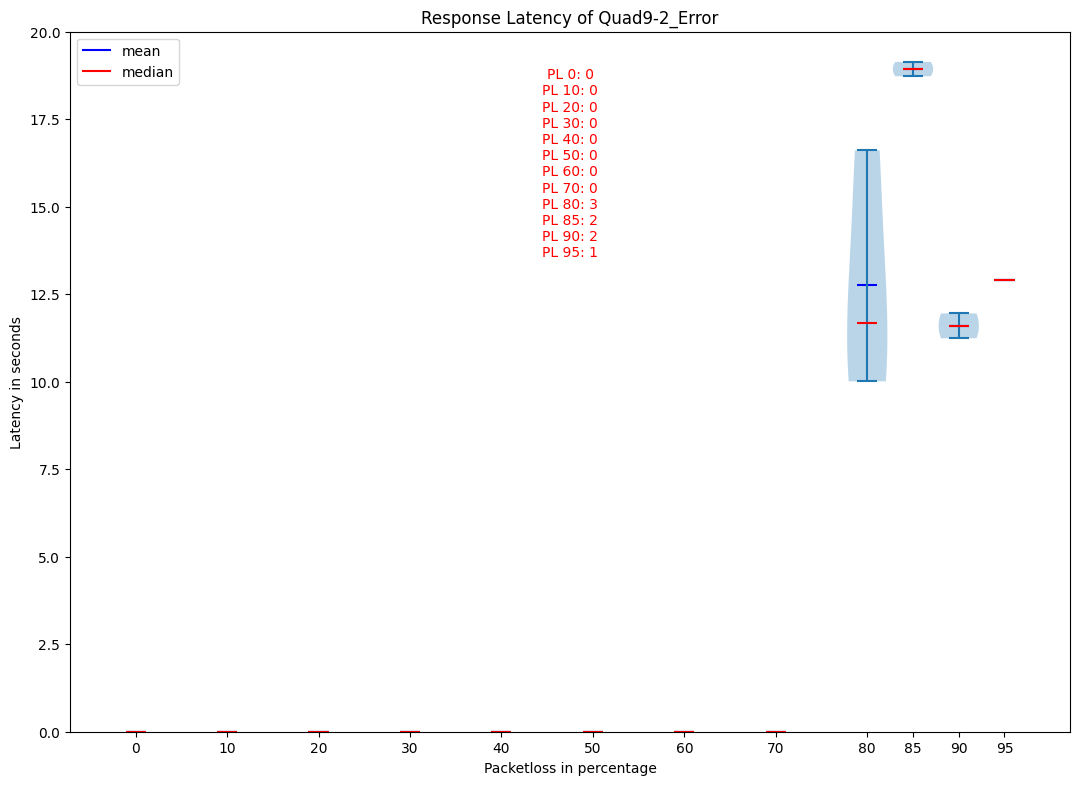 Response Latency of Quad9-2_Error
mean
median
PL 0: 0
PL 10: 0
PL 20: 0
PL 30: 0
PL 40: 0
PL 50: 0
PL 60: 0
PL 70: 0
PL 80: 3
PL 85: 2
PL 90: 2
PL 95: 1
Latency in seconds
20.0
17.5
15.0
12.5
10.0
7.5
5.0
2.5
0.0
0 10 20 30 40 50 60 70 80 85 90 95
Packetloss in percentage